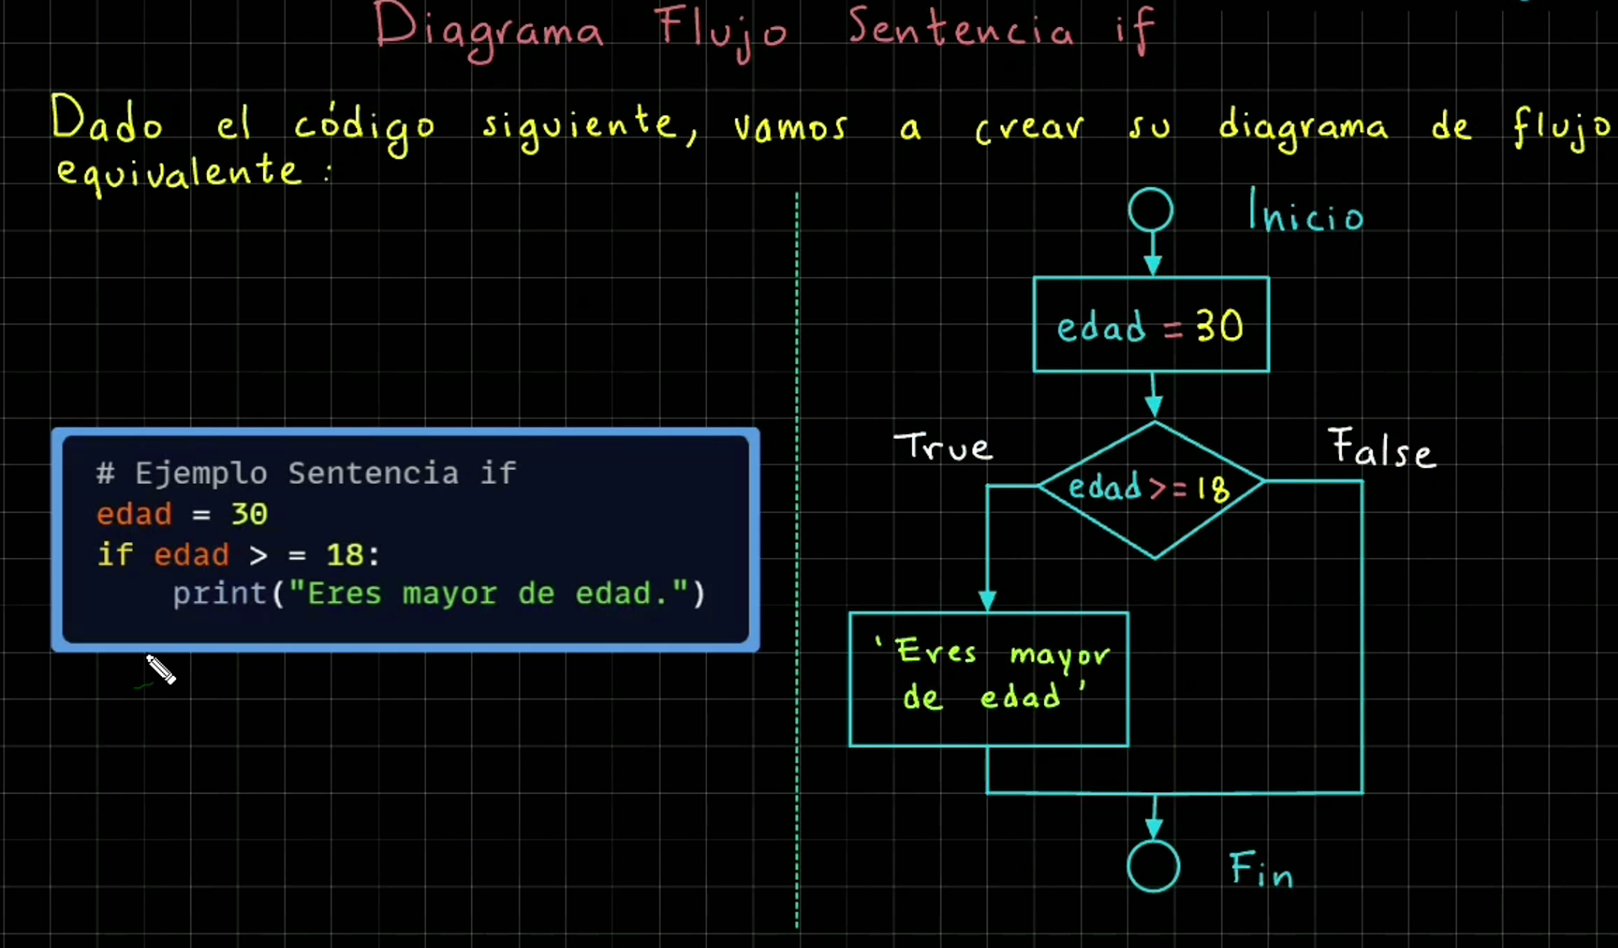 Diagrama Flujo Sentencia if
Dado el código siguiente, vamos a crear su diagrama de flujo
equivalente:
# Ejemplo Sentencia if
edad = 30
if edad > = 18:
print("Eres mayor de edad.")
Inicio
edad = 30
True
False
edad >= 18
'Eres mayor
de edad'
Fin